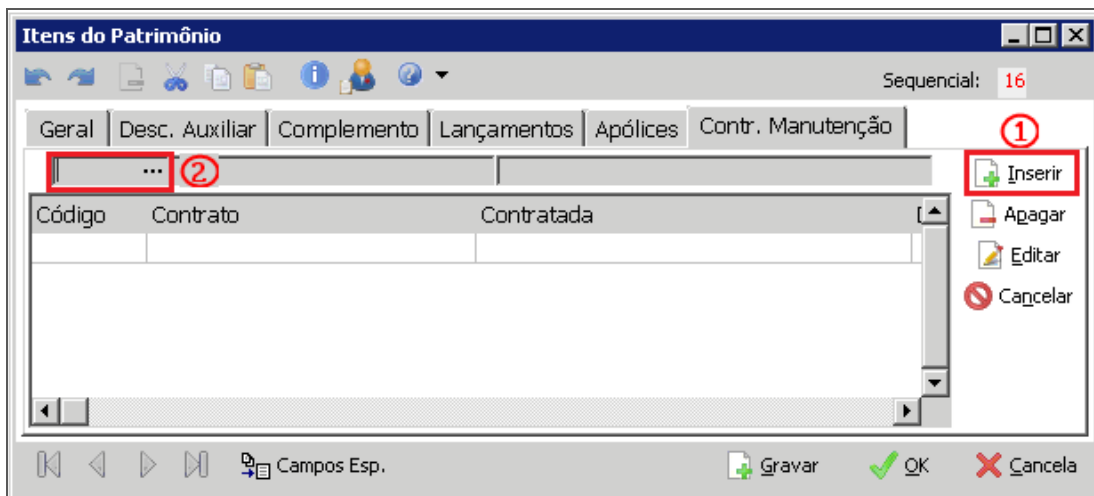 Itens do Patrimônio
Sequencial: 16
Geral Desc. Auxiliar Complemento Lançamentos Apólices Contr. Manutenção
1
... 2
Inserir
Código Contrato Contratada
Apagar
Editar
Cancelar
Campos Esp. Gravar OK Cancela